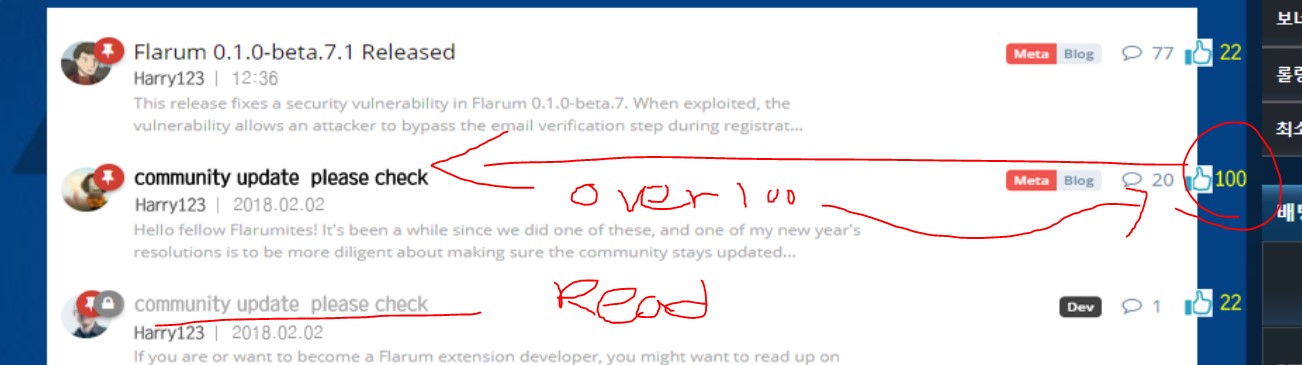 Flarum 0.1.0-beta.7.1 Released
Meta Blog 77 22
Harry123 | 12:36
This release fixes a security vulnerability in Flarum 0.1.0-beta.7. When exploited, the
vulnerability allows an attacker to bypass the email verification step during registrat...
community update please check
Meta Blog 20 100
over 100
Harry123 | 2018.02.02
Hello fellow Flarumites! It's been a while since we did one of these, and one of my new year's
resolutions is to be more diligent about making sure the community stays updated...
community update please check
Read
Dev 1 22
Harry123 | 2018.02.02
If you are or want to become a Flarum extension developer, you might want to read up on
롤링
최소